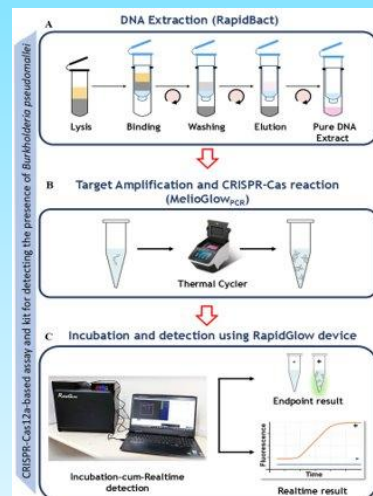 CRISPR-Cas12a-based assay and kit for detecting the presence of Burkholderia pseudomallei
A
DNA Extraction (RapidBact)
Lysis
Binding
Washing
Elution
Pure DNA
Extract
B
Target Amplification and CRISPR-Cas reaction
(MelioGlowPCR)
Thermal Cycler
C
Incubation and detection using RapidGlow device
Incubation-cum-Realtime
detection
Endpoint result
Fluorescence
Time
Realtime result